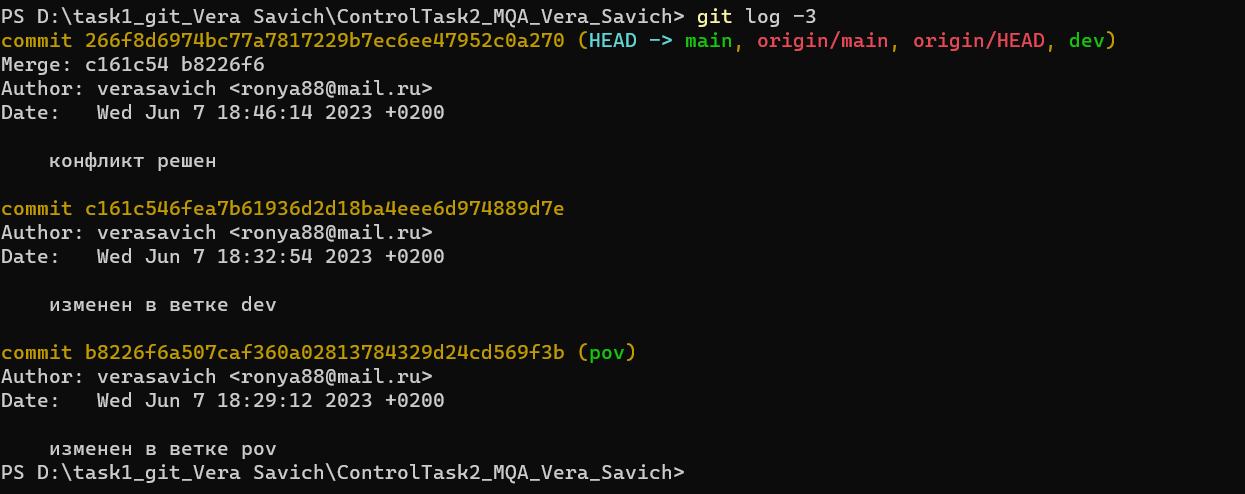 PS D:\task1_git_Vera Savich\ControlTask2_MQA_Vera_Savich> git log -3
commit 266f8d6974bc77a7817229b7ec6ee47952c0a270 (HEAD -> main, origin/main, origin/HEAD, dev)
Merge: c161c54 b8226f6
Author: verasavich <ronya88@mail.ru>
Date:   Wed Jun 7 18:46:14 2023 +0200

    конфликт решен

commit c161c546fea7b61936d2d18ba4eee6d974889d7e
Author: verasavich <ronya88@mail.ru>
Date:   Wed Jun 7 18:32:54 2023 +0200

    изменен в ветке dev

commit b8226f6a507caf360a02813784329d24cd569f3b (pov)
Author: verasavich <ronya88@mail.ru>
Date:   Wed Jun 7 18:29:12 2023 +0200

    изменен в ветке pov
PS D:\task1_git_Vera Savich\ControlTask2_MQA_Vera_Savich>